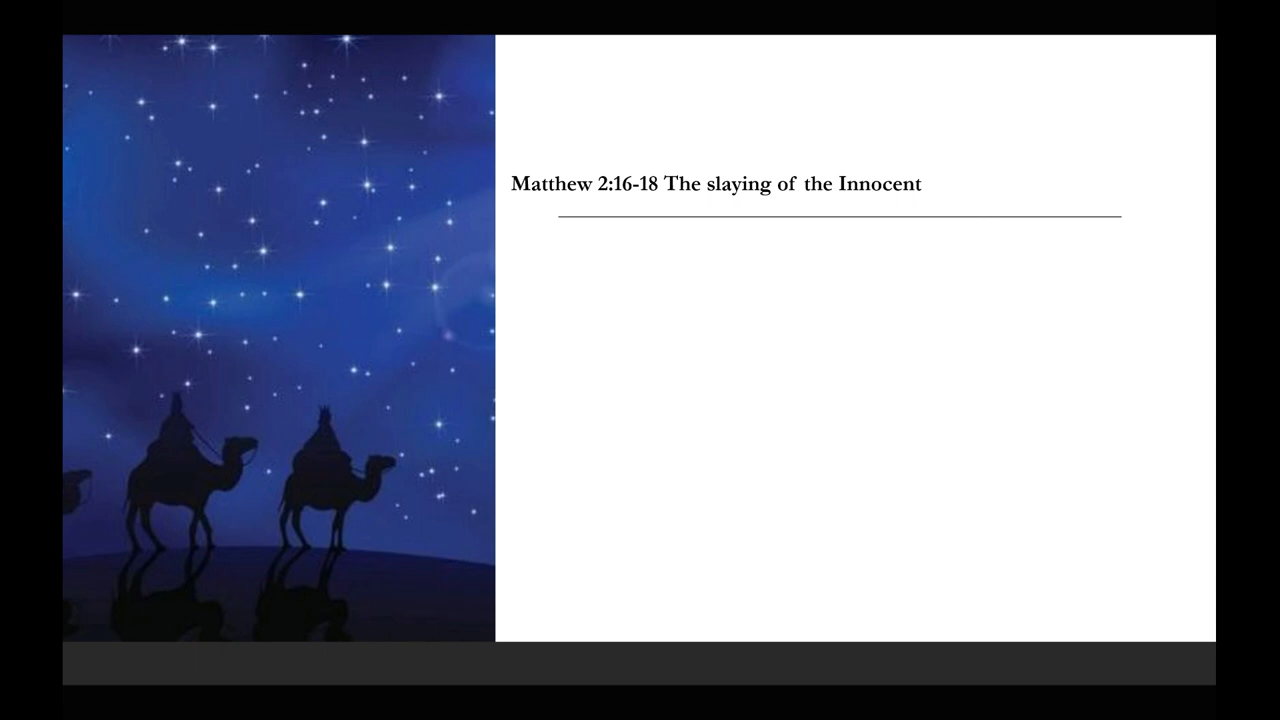 Matthew 2:16-18 The slaying of the Innocent